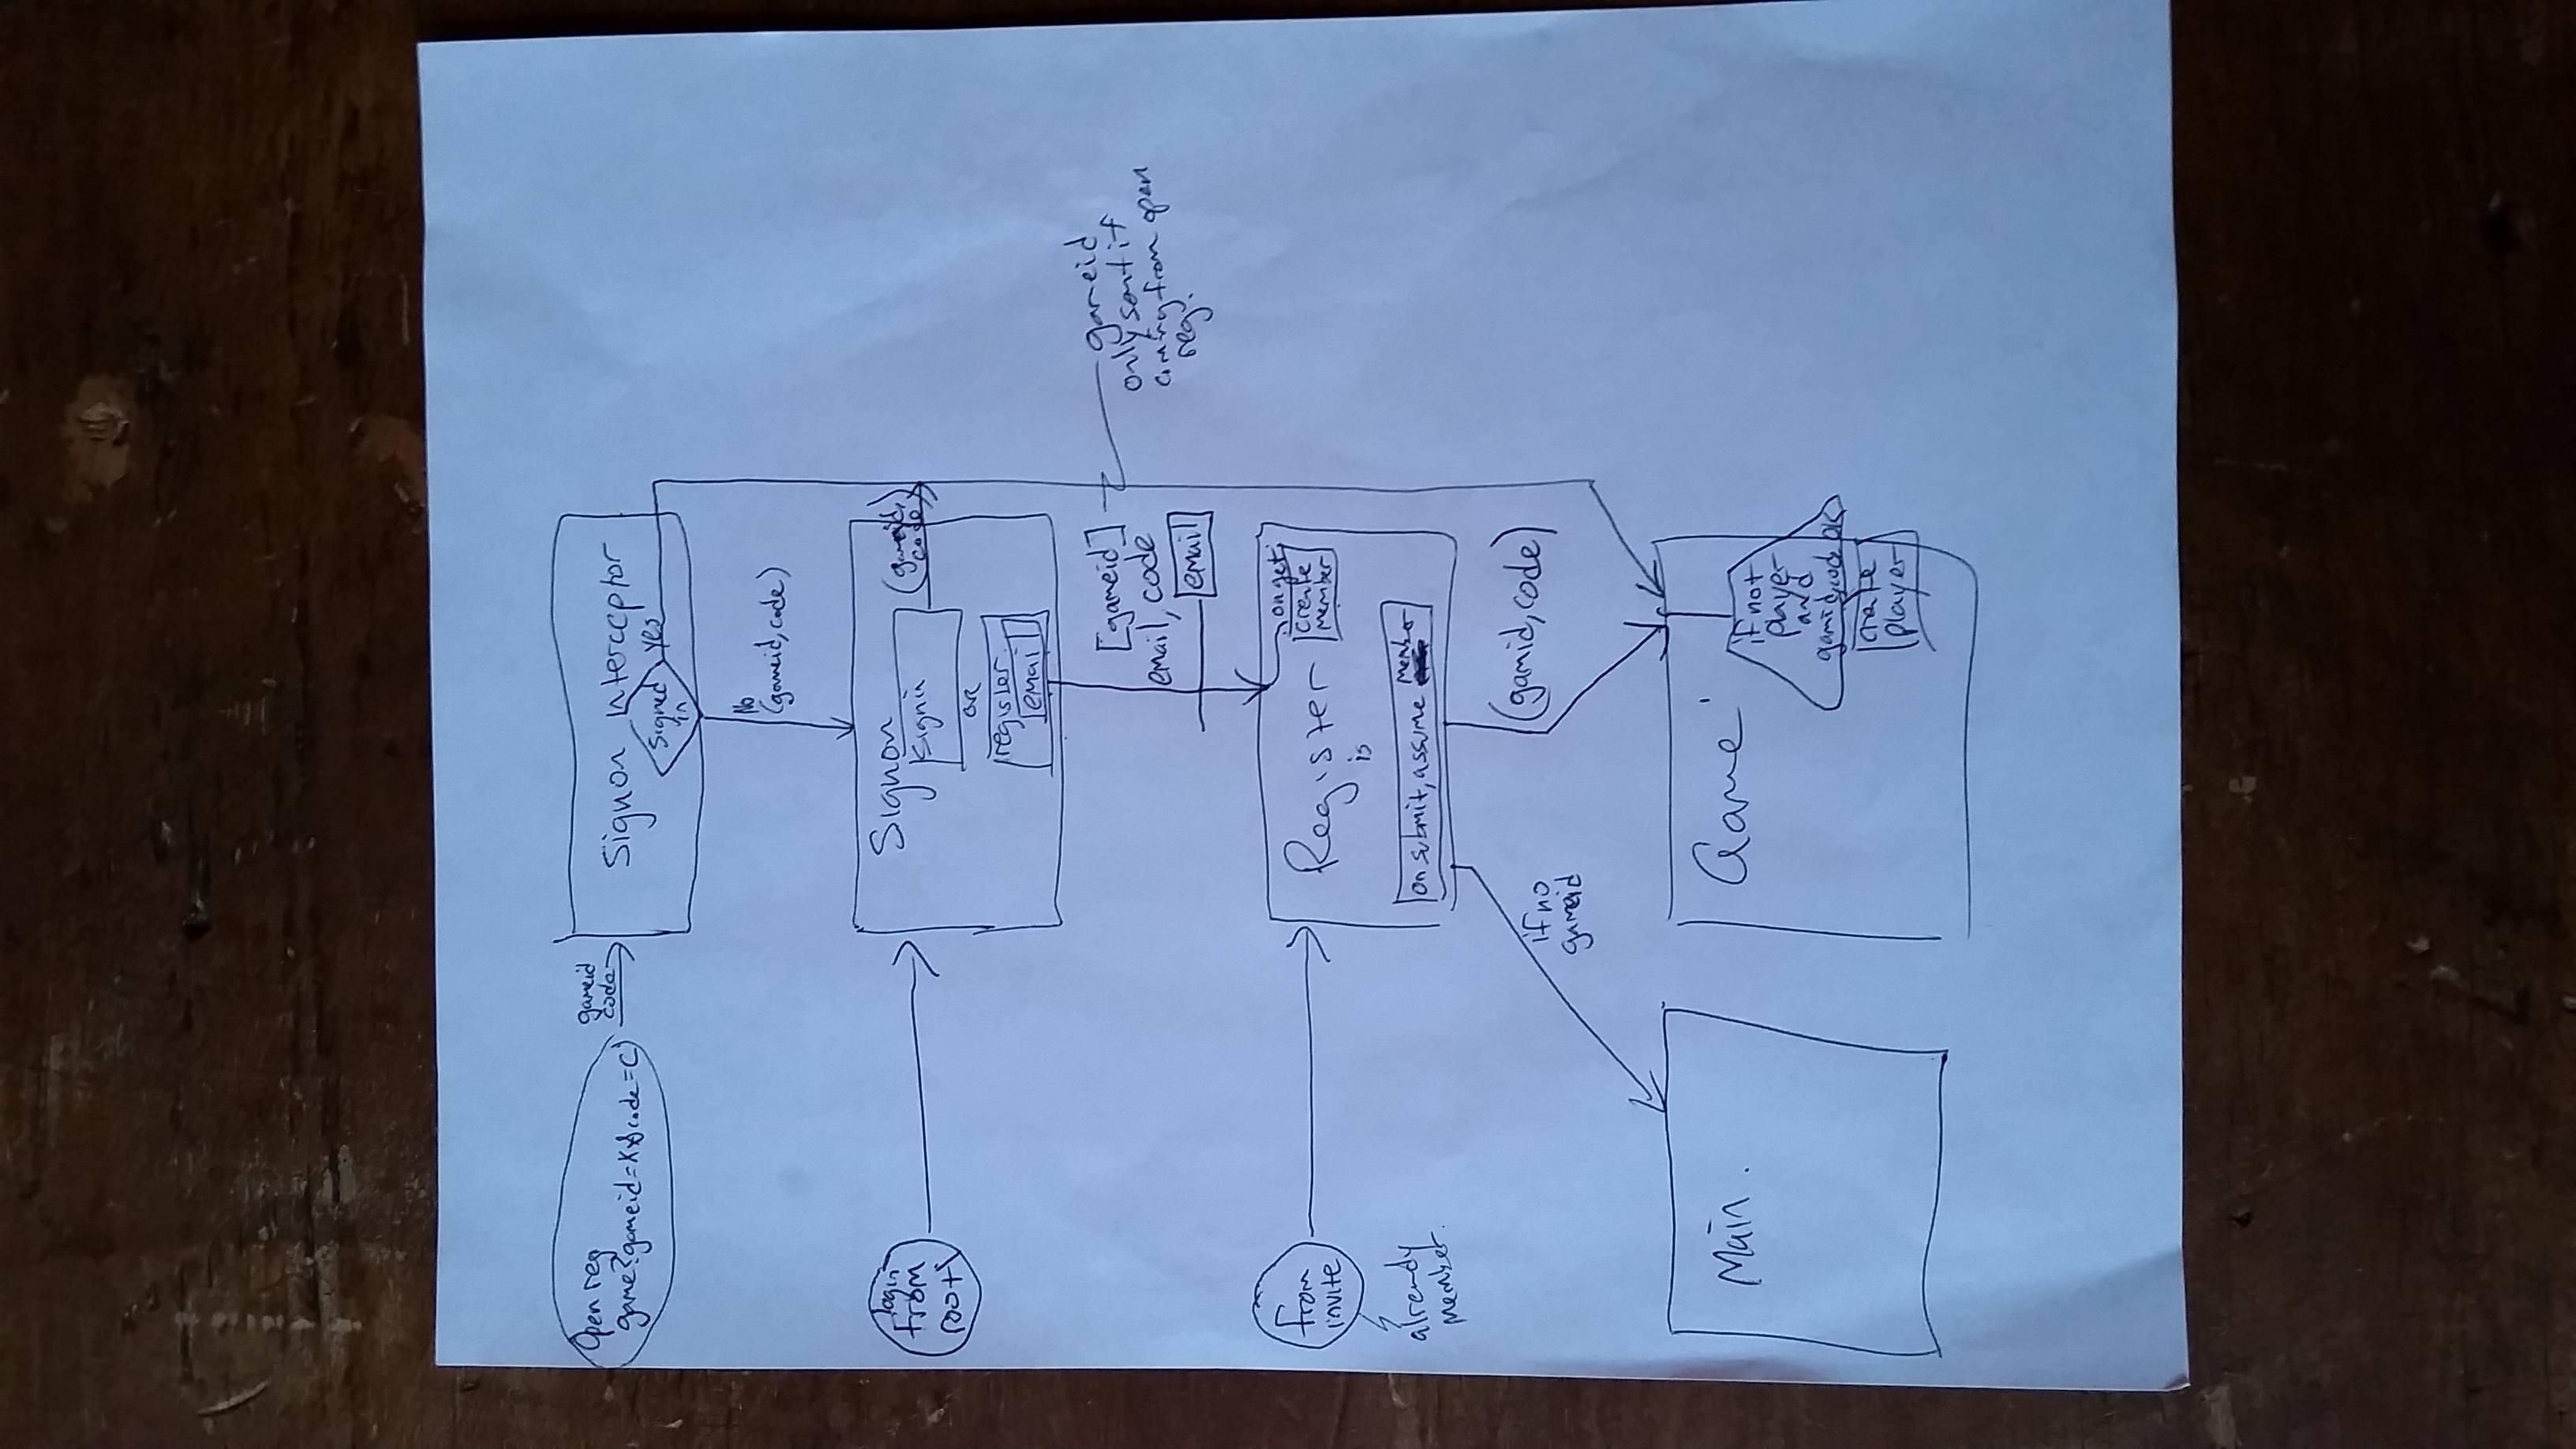 Open reg
game?gameid=X&code=C
gameid
code
Signon Interceptor
Signed
in
yes
No
(gameid, code)
login
from
root
Signon
signin
(gameid,
code)
OR
register
email
[gameid]
email, code
email
gameid
only sent if
coming from open
reg.
from
invite
already
member.
Register
is
on get
create
member
on submit, assume member
if no
gameid
(gamid, code)
Main.
Game
if not
player
and
gamid, code OK
create
player